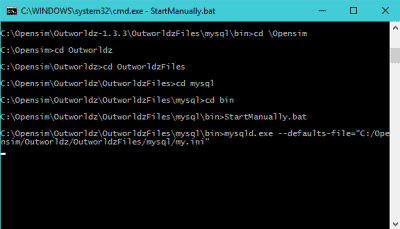 C:\WINDOWS\system32\cmd.exe - StartManually.bat
C:\Opensim\Outworldz-1.3.3\OutworldzFiles\mysql\bin>cd \Opensim
C:\Opensim>cd Outworldz
C:\Opensim\Outworldz>cd OutworldzFiles
C:\Opensim\Outworldz\OutworldzFiles>cd mysql
C:\Opensim\Outworldz\OutworldzFiles\mysql>cd bin
C:\Opensim\Outworldz\OutworldzFiles\mysql\bin>StartManually.bat
C:\Opensim\Outworldz\OutworldzFiles\mysql\bin>mysqld.exe --defaults-file="C:/Ope
nsim/Outworldz/OutworldzFiles/mysql/my.ini"